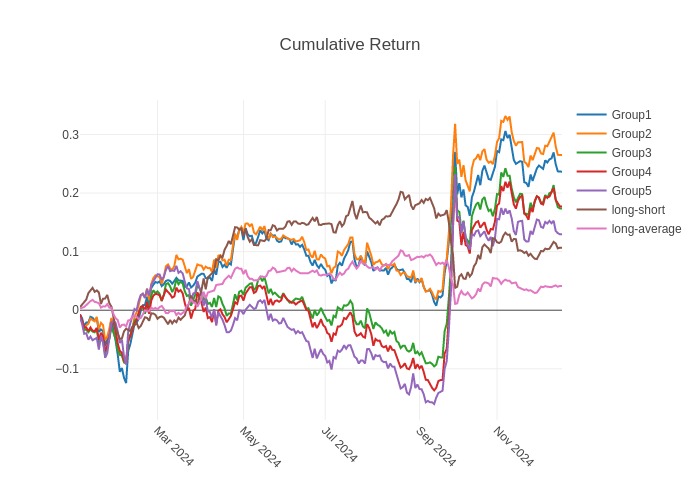 Cumulative Return
0.3
0.2
0.1
0
−0.1
Mar 2024
May 2024
Jul 2024
Sep 2024
Nov 2024
Group1
Group2
Group3
Group4
Group5
long-short
long-average